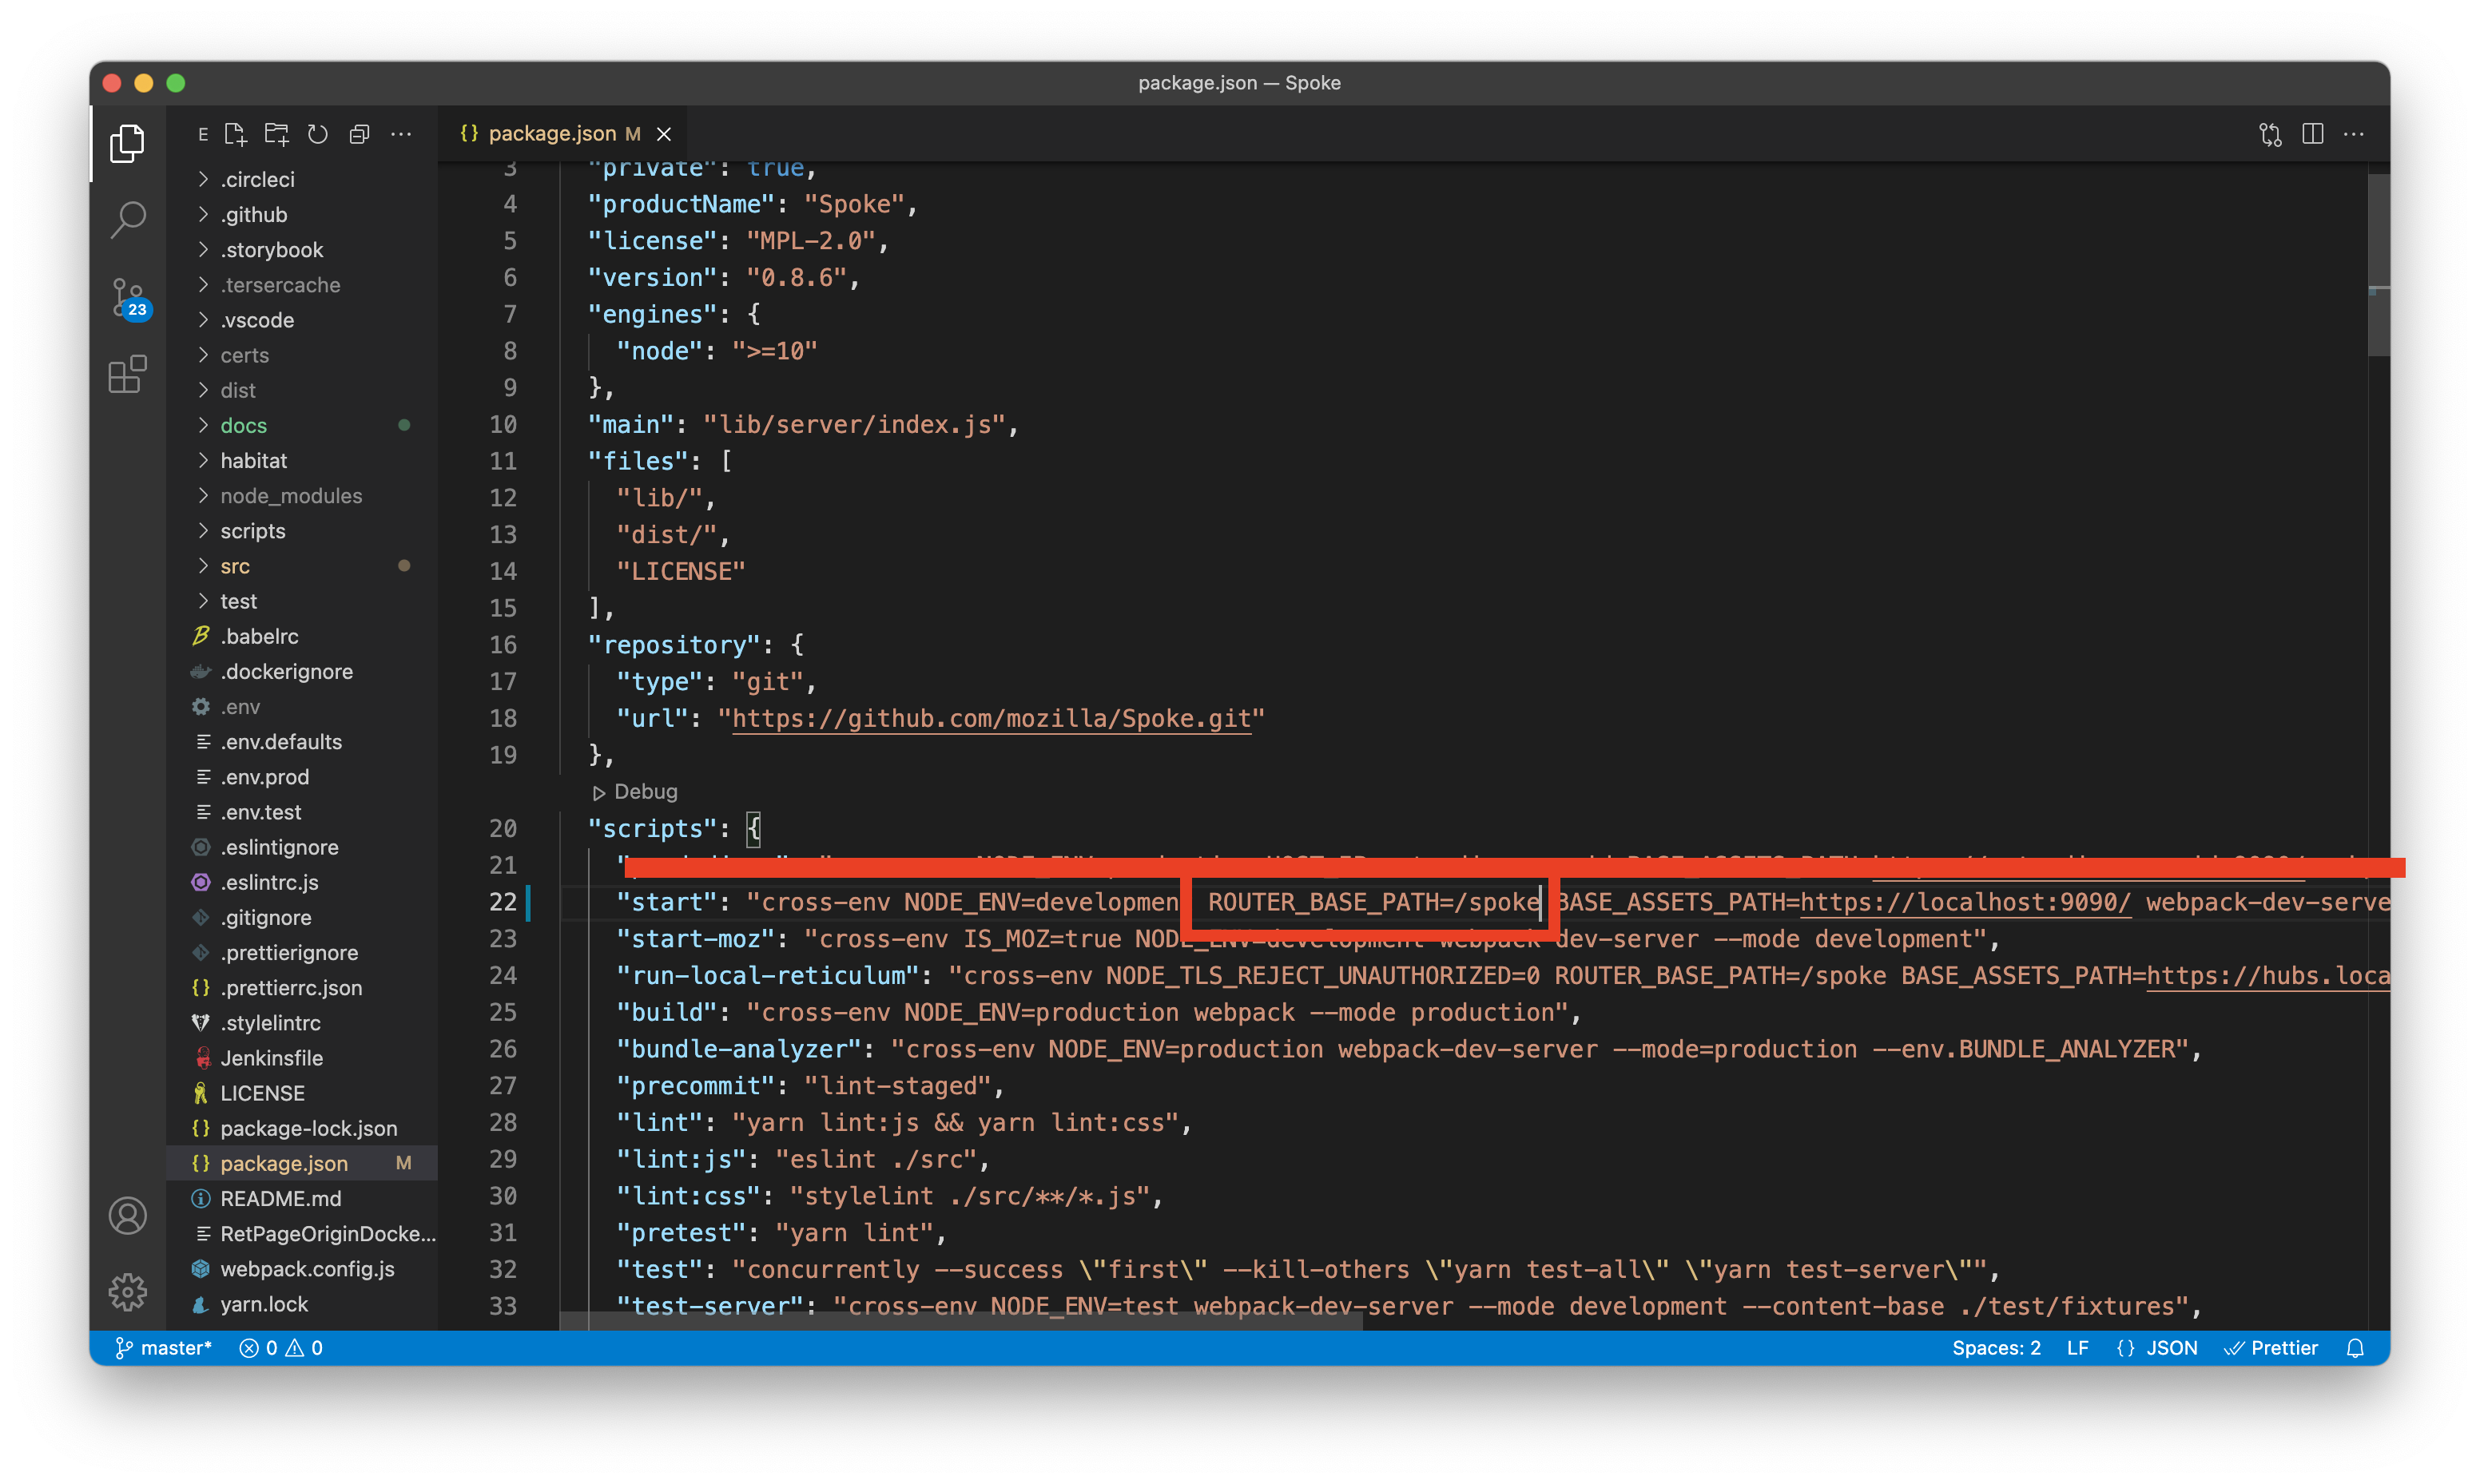 package.json — Spoke
E
package.json M
.circleci
.github
.storybook
.tersercache
.vscode
certs
dist
docs
habitat
node_modules
scripts
src
test
.babelrc
.dockerignore
.env
.env.defaults
.env.prod
.env.test
.eslintignore
.eslintrc.js
.gitignore
.prettierignore
.prettierrc.json
.stylelintrc
Jenkinsfile
LICENSE
package-lock.json
package.json M
README.md
RetPageOriginDocke...
webpack.config.js
yarn.lock
23
3 "private": true,
4 "productName": "Spoke",
5 "license": "MPL-2.0",
6 "version": "0.8.6",
7 "engines": {
8 "node": ">=10"
9 },
10 "main": "lib/server/index.js",
11 "files": [
12 "lib/",
13 "dist/",
14 "LICENSE"
15 ],
16 "repository": {
17 "type": "git",
18 "url": "https://github.com/mozilla/Spoke.git"
19 },
Debug
20 "scripts": {
21
22 "start": "cross-env NODE_ENV=developmen ROUTER_BASE_PATH=/spoke BASE_ASSETS_PATH=https://localhost:9090/ webpack-dev-serve
23 "start-moz": "cross-env IS_MOZ=true NODE_ENV=development webpack-dev-server --mode development",
24 "run-local-reticulum": "cross-env NODE_TLS_REJECT_UNAUTHORIZED=0 ROUTER_BASE_PATH=/spoke BASE_ASSETS_PATH=https://hubs.loca
25 "build": "cross-env NODE_ENV=production webpack --mode production",
26 "bundle-analyzer": "cross-env NODE_ENV=production webpack-dev-server --mode=production --env.BUNDLE_ANALYZER",
27 "precommit": "lint-staged",
28 "lint": "yarn lint:js && yarn lint:css",
29 "lint:js": "eslint ./src",
30 "lint:css": "stylelint ./src/**/*.js",
31 "pretest": "yarn lint",
32 "test": "concurrently --success \"first\" --kill-others \"yarn test-all\" \"yarn test-server\"",
33 "test-server": "cross-env NODE_ENV=test webpack-dev-server --mode development --content-base ./test/fixtures",
master* 0 0
Spaces: 2 LF {} JSON Prettier